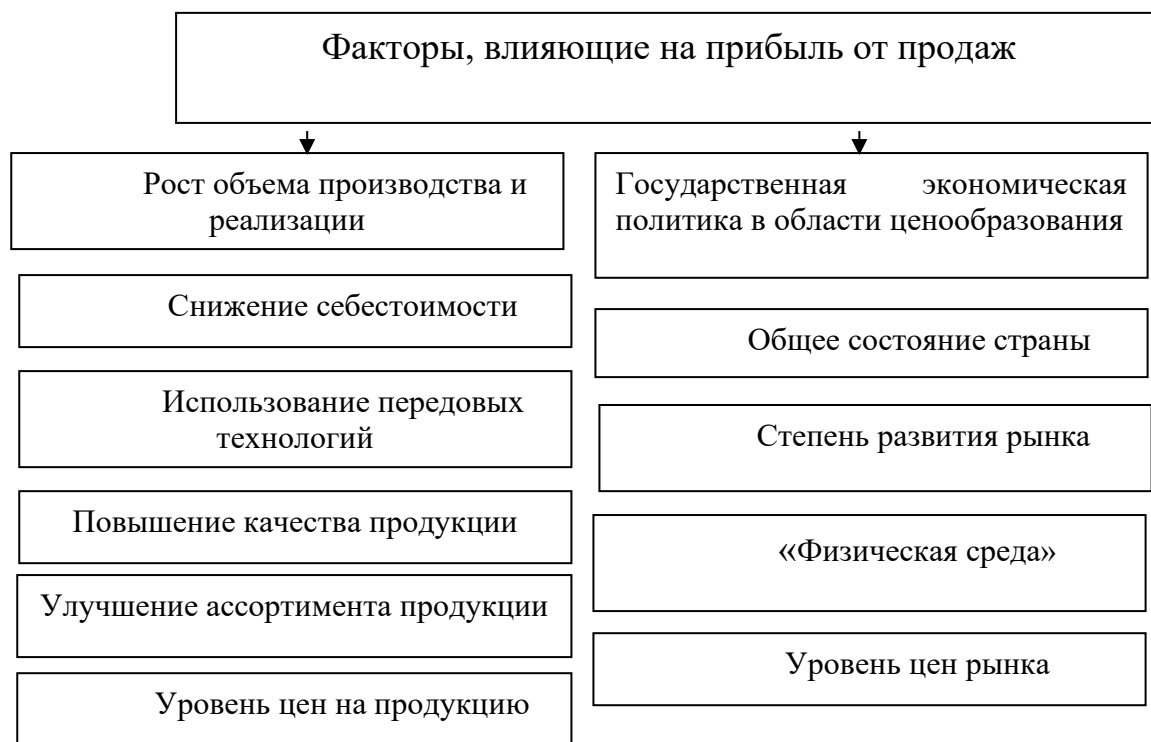 Факторы, влияющие на прибыль от продаж
Рост объема производства и
реализации
Снижение себестоимости
Использование передовых
технологий
Повышение качества продукции
Улучшение ассортимента продукции
Уровень цен на продукцию
Государственная экономическая
политика в области ценообразования
Общее состояние страны
Степень развития рынка
«Физическая среда»
Уровень цен рынка